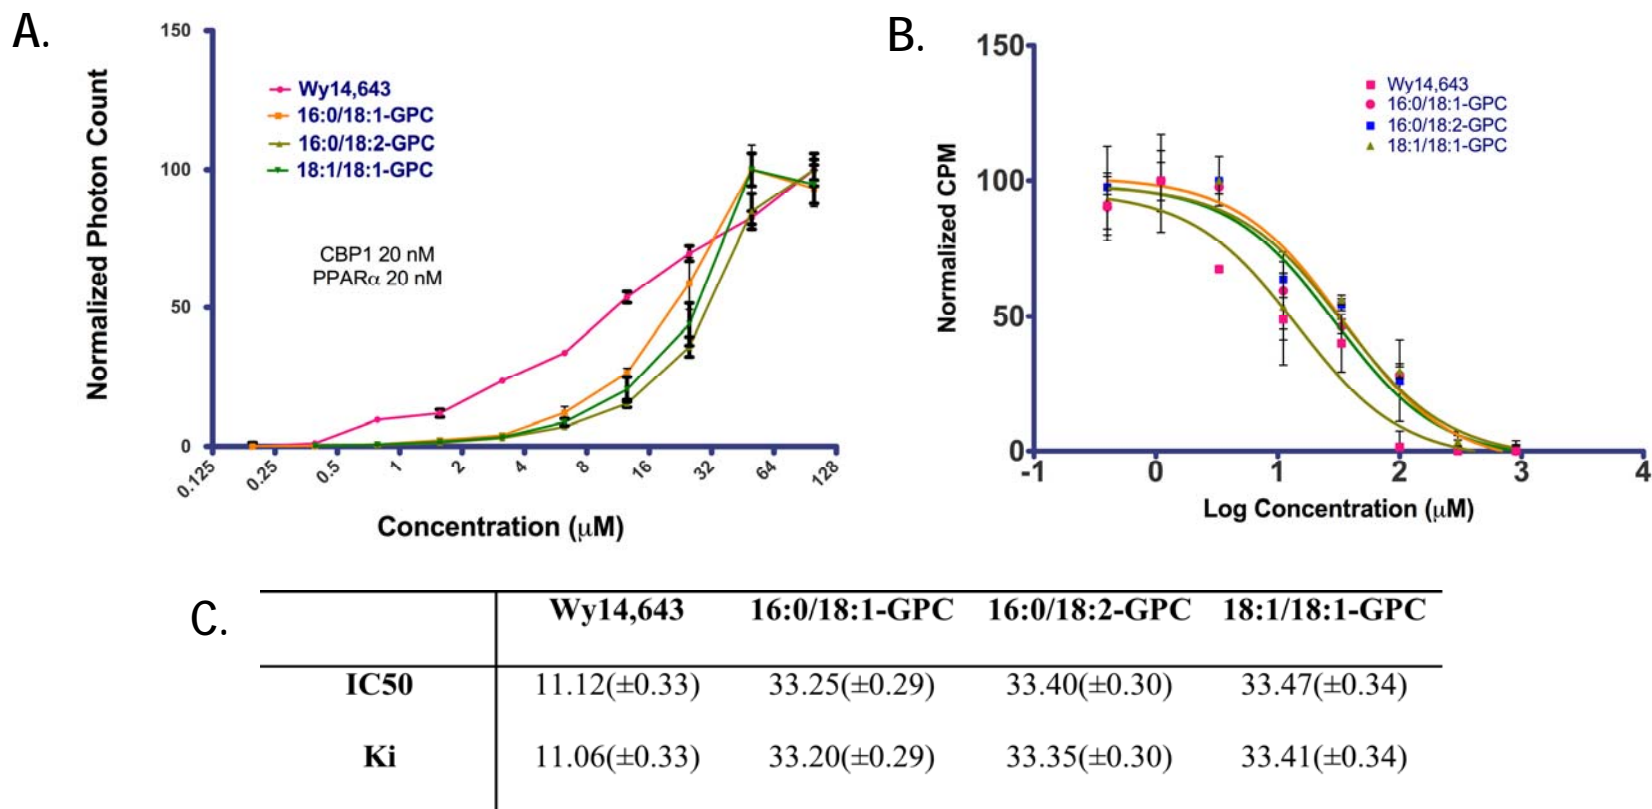 A.
150
100
50
0
Normalized Photon Count
Wy14,643
16:0/18:1-GPC
16:0/18:2-GPC
18:1/18:1-GPC
CBP1 20 nM
PPARα 20 nM
0.125
0.25
0.5
1
2
4
8
16
32
64
128
Concentration (μM)
B.
150
100
50
0
Normalized CPM
Wy14,643
16:0/18:1-GPC
16:0/18:2-GPC
18:1/18:1-GPC
-1
0
1
2
3
4
Log Concentration (μM)
C.
Wy14,643 16:0/18:1-GPC 16:0/18:2-GPC 18:1/18:1-GPC
IC50 11.12(±0.33) 33.25(±0.29) 33.40(±0.30) 33.47(±0.34)
Ki 11.06(±0.33) 33.20(±0.29) 33.35(±0.30) 33.41(±0.34)